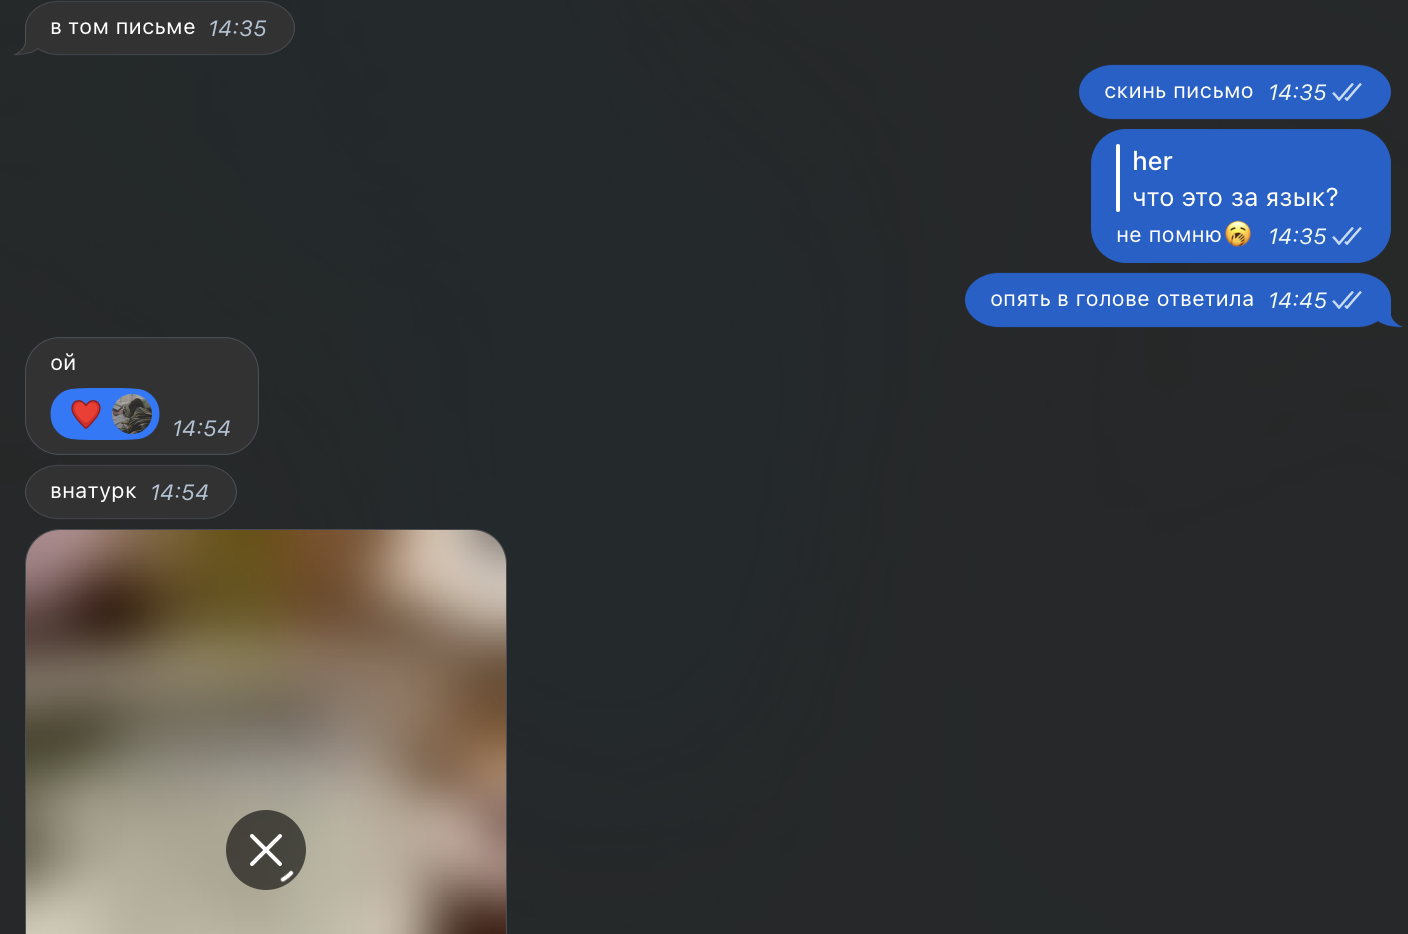 в том письме 14:35
скинь письмо 14:35
her
что это за язык?
не помню🥱 14:35
опять в голове ответила 14:45
ой
❤️ 14:54
внатурк 14:54